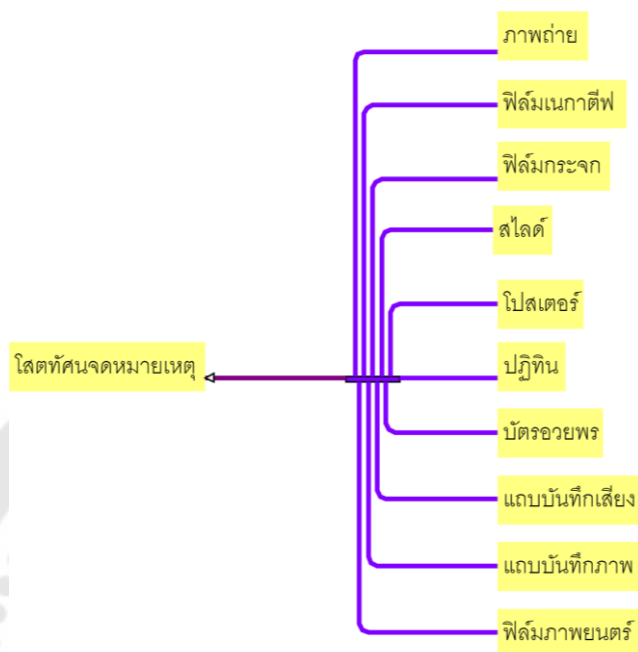 ภาพถ่าย
ฟิล์มเนกาตีฟ
ฟิล์มกระจก
สไลด์
โปสเตอร์
โสตทัศนจดหมายเหตุ
ปฏิทิน
บัตรอวยพร
แถบบันทึกเสียง
แถบบันทึกภาพ
ฟิล์มภาพยนตร์